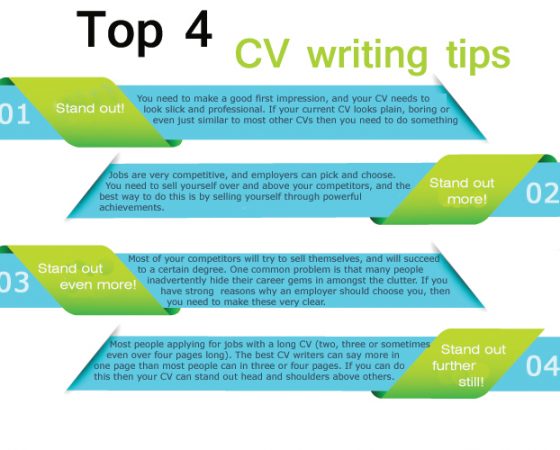 Top 4
CV writing tips
01
Stand out!
You need to make a good first impression, and your CV needs to
look slick and professional. If your current CV looks plain, boring or
even just similar to most other CVs then you need to do something
Jobs are very competitive, and employers can pick and choose.
You need to sell yourself over and above your competitors, and the
best way to do this is by selling yourself through powerful
achievements.
Stand out
more!
02
03
Stand out
even more!
Most of your competitors will try to sell themselves, and will succeed
to a certain degree. One common problem is that many people
inadvertently hide their career gems in amongst the clutter. If you
have strong reasons why an employer should choose you, then
you need to make these very clear.
Most people applying for jobs with a long CV (two, three or sometimes
even over four pages long). The best CV writers can say more in
one page than most people can in three or four pages. If you can do
this then your CV can stand out head and shoulders above others.
Stand out
further
still!
04